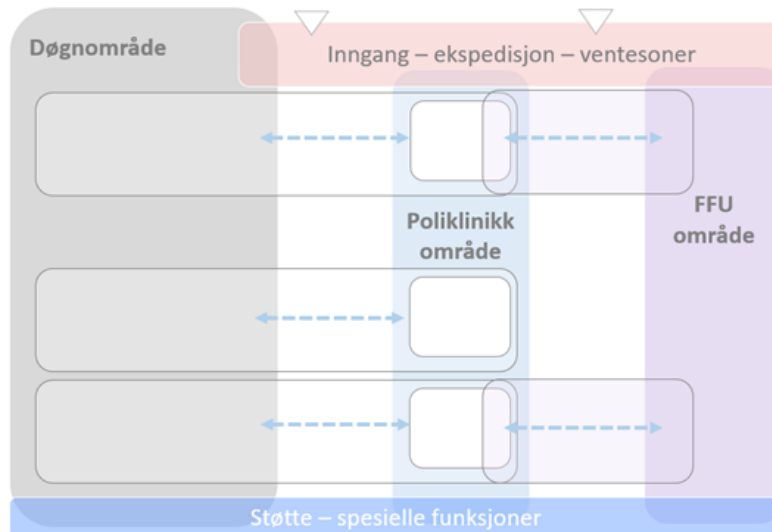 Døgnområde
Inngang – ekspedisjon – ventesoner
Poliklinikk
område
FFU
område
Støtte – spesielle funksjoner